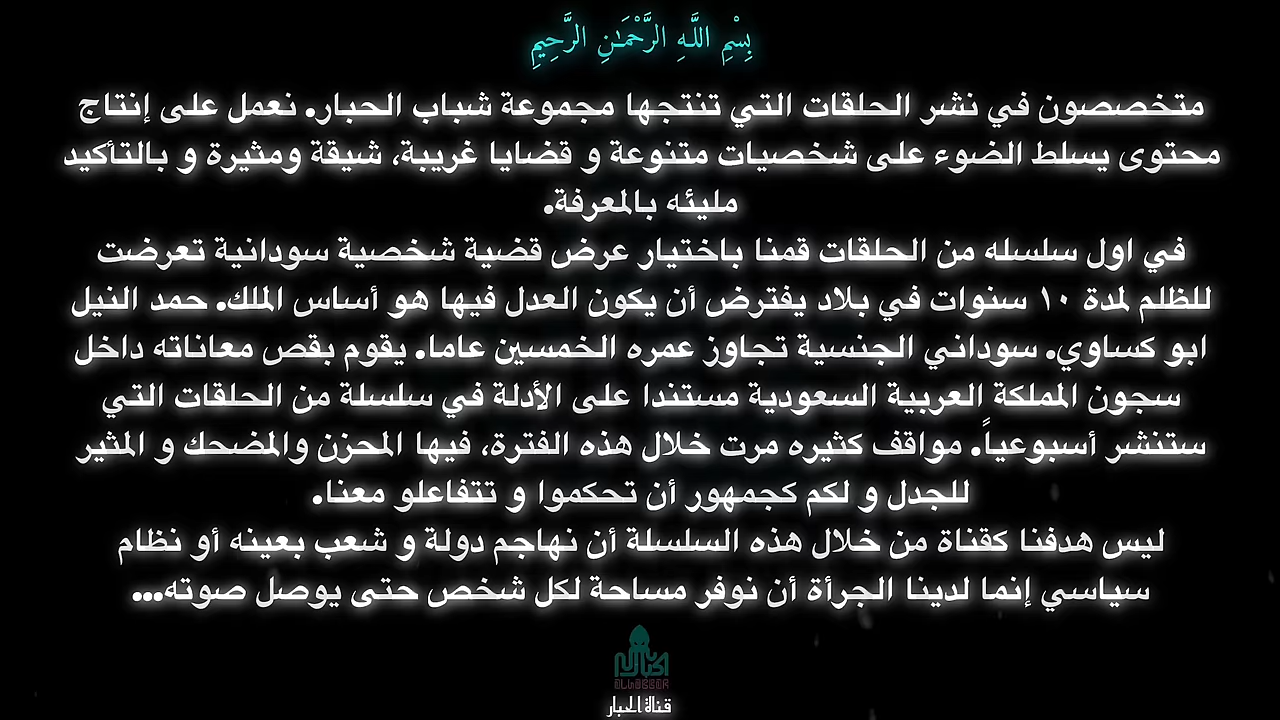 بِسْمِ اللَّهِ الرَّحْمَٰنِ الرَّحِيمِ
متخصصون في نشر الحلقات التي تنتجها مجموعة شباب الحبار. نعمل على إنتاج
محتوى يسلط الضوء على شخصيات متنوعة و قضايا غريبة، شيقة ومثيرة و بالتأكيد
مليئه بالمعرفة.
في اول سلسله من الحلقات قمنا باختيار عرض قضية شخصية سودانية تعرضت
للظلم لمدة ١٠ سنوات في بلاد يفترض أن يكون العدل فيها هو أساس الملك. حمد النيل
ابو كساوي. سوداني الجنسية تجاوز عمره الخمسين عاما. يقوم بقص معاناته داخل
سجون المملكة العربية السعودية مستندا على الأدلة في سلسلة من الحلقات التي
ستنشر أسبوعياً. مواقف كثيره مرت خلال هذه الفترة، فيها المحزن والمضحك و المثير
للجدل و لكم كجمهور أن تحكموا و تتفاعلو معنا.
ليس هدفنا كقناة من خلال هذه السلسلة أن نهاجم دولة و شعب بعينه أو نظام
سياسي إنما لدينا الجرأة أن نوفر مساحة لكل شخص حتى يوصل صوته...
الحبار
ALHABBAR
قناة الحبار